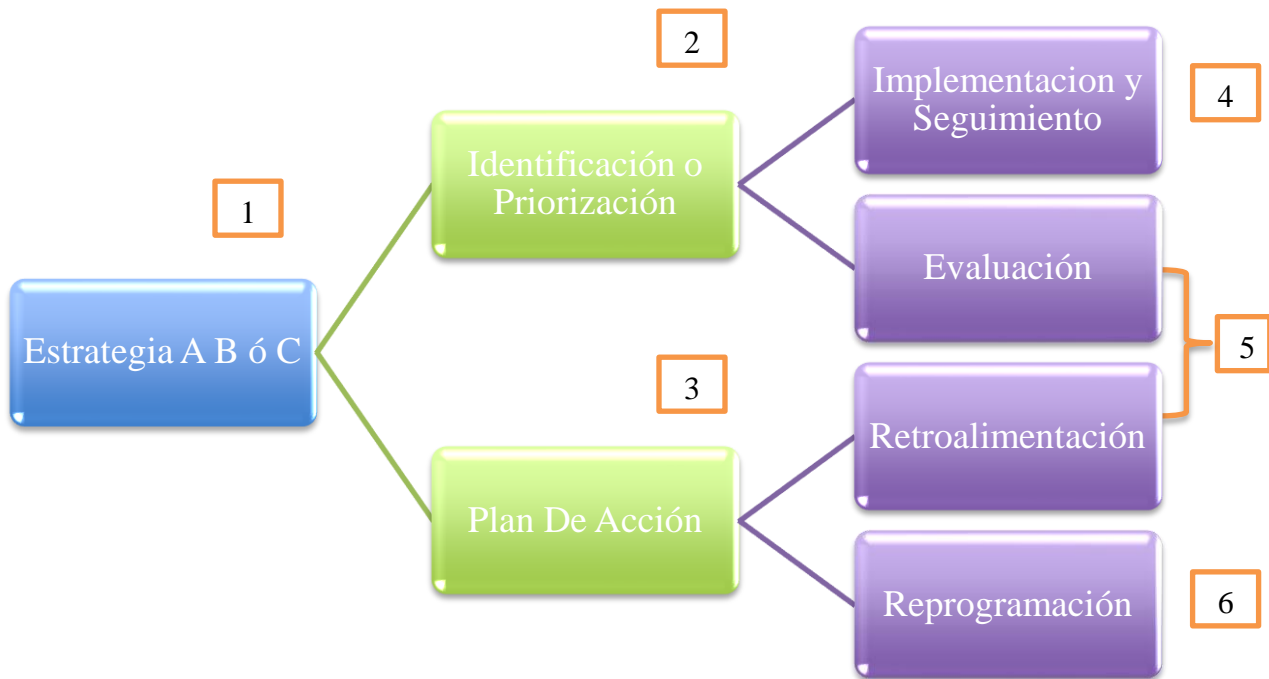 1
Estrategia A B ó C
2
Identificación o
Priorización
3
Plan De Acción
Implementacion y
Seguimiento
4
Evaluación
5
Retroalimentación
Reprogramación
6